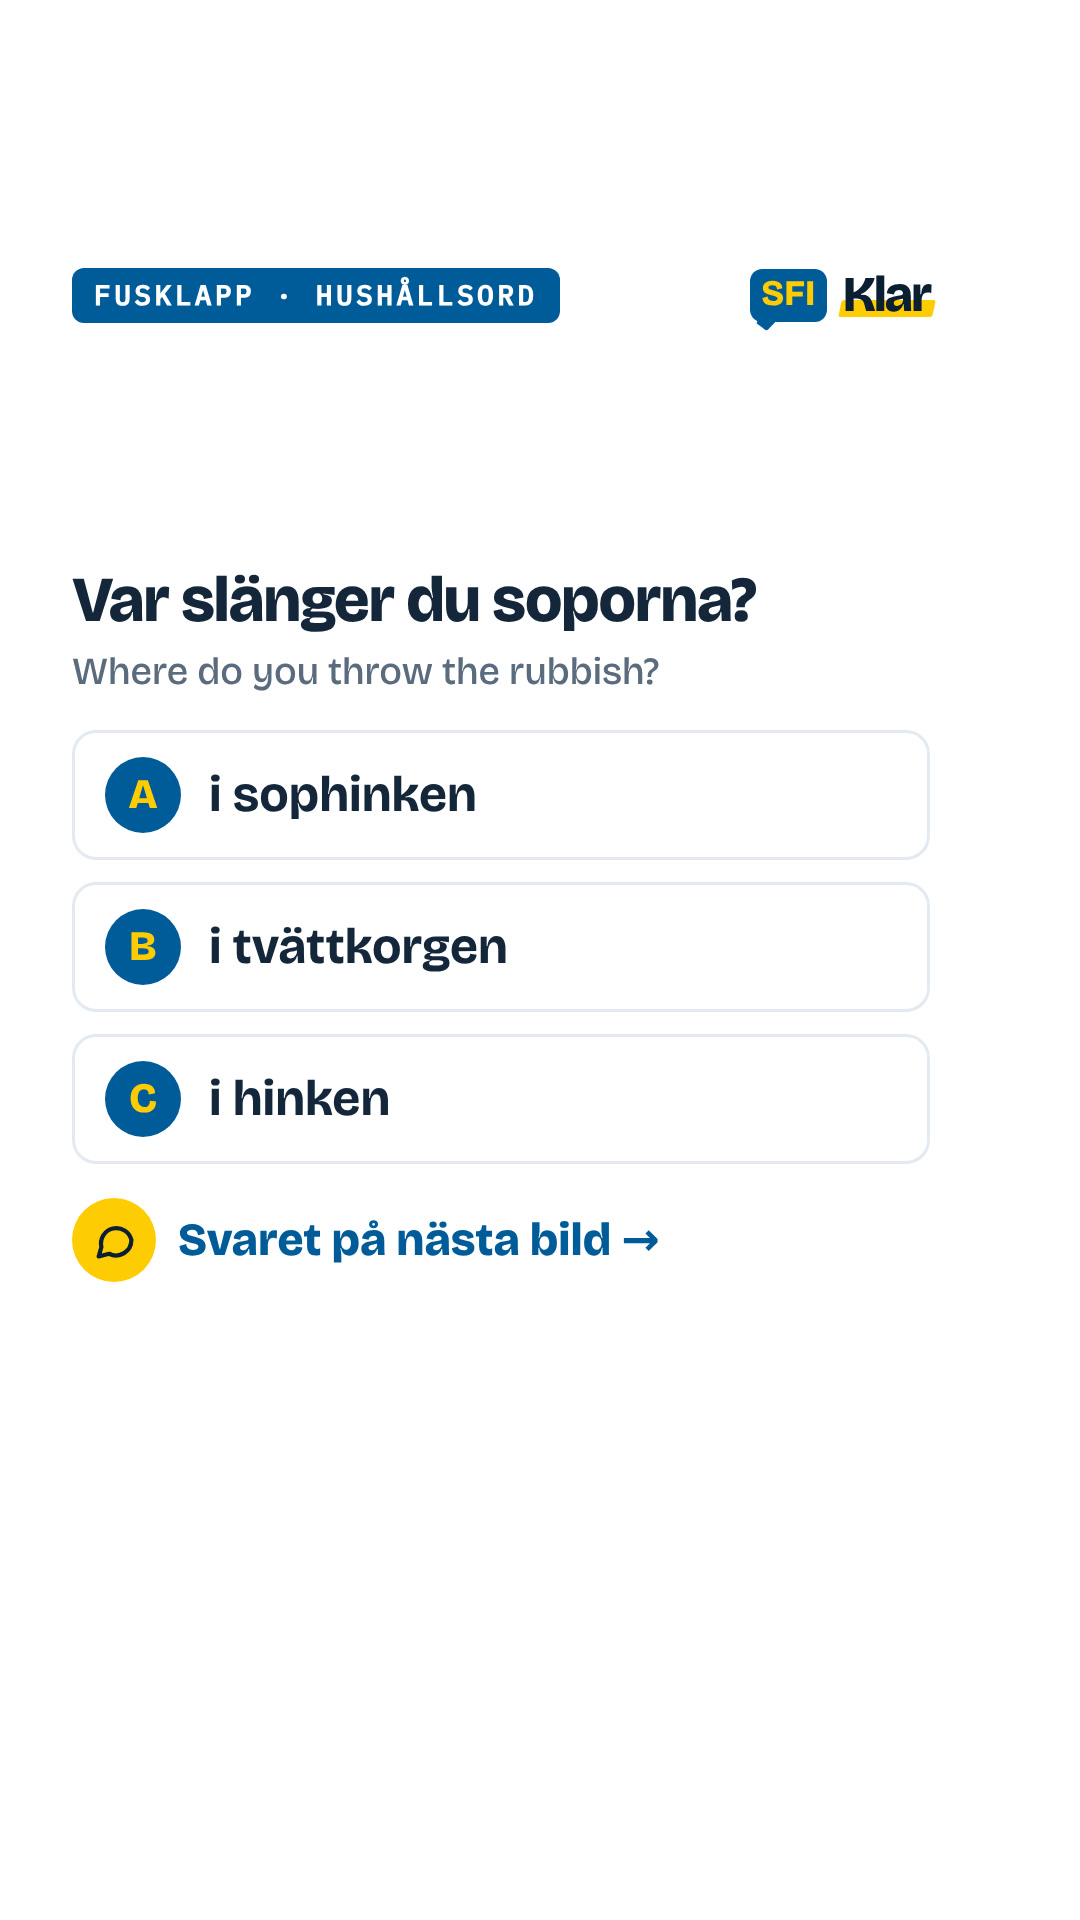 FUSKLAPP · HUSHÅLLSORD
SFI Klar
Var slänger du soporna?
Where do you throw the rubbish?
A i sophinken
B i tvättkorgen
C i hinken
Svaret på nästa bild →